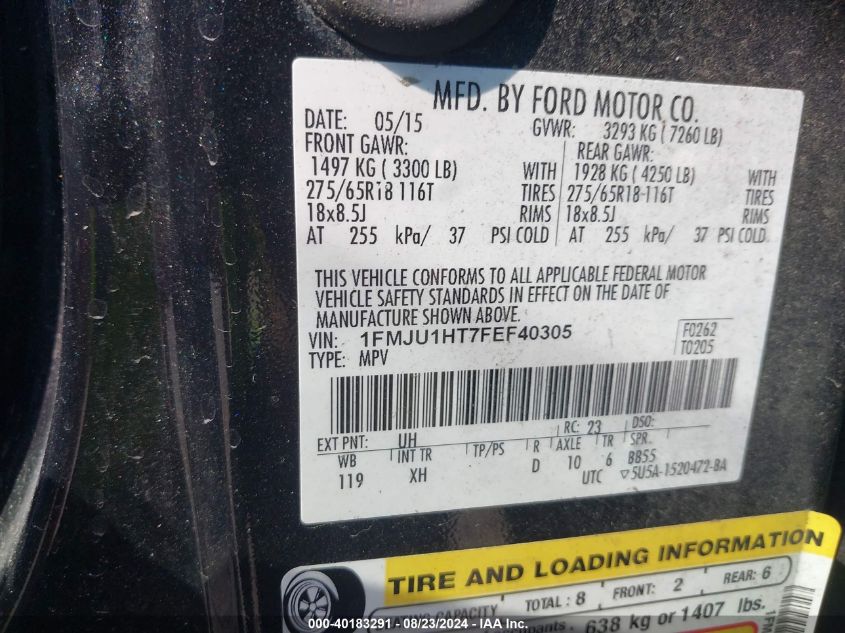 MFD. BY FORD MOTOR CO.
DATE: 05/15 GVWR: 3293 KG ( 7260 LB)
FRONT GAWR: REAR GAWR:
1497 KG ( 3300 LB) WITH 1928 KG ( 4250 LB) WITH
275/65R18 116T TIRES 275/65R18-116T TIRES
18x8.5J RIMS 18x8.5J RIMS
AT 255 kPa/ 37 PSI COLD AT 255 kPa/ 37 PSI COLD
THIS VEHICLE CONFORMS TO ALL APPLICABLE FEDERAL MOTOR
VEHICLE SAFETY STANDARDS IN EFFECT ON THE DATE OF
MANUFACTURE SHOWN ABOVE.
VIN: 1FMJU1HT7FEF40305 F0262
TYPE: MPV T0205
EXT PNT: UH RC: 23 DSO:
WB INT TR TP/PS R AXLE TR SPR
119 XH D 10 6 BB55
UTC ▽5U5A-1520472-BA
TIRE AND LOADING INFORMATION
SEATING CAPACITY TOTAL : 8 FRONT: 2 REAR: 6
638 kg or 1407 lbs.
000-40183291 - 08/23/2024 - IAAI.com